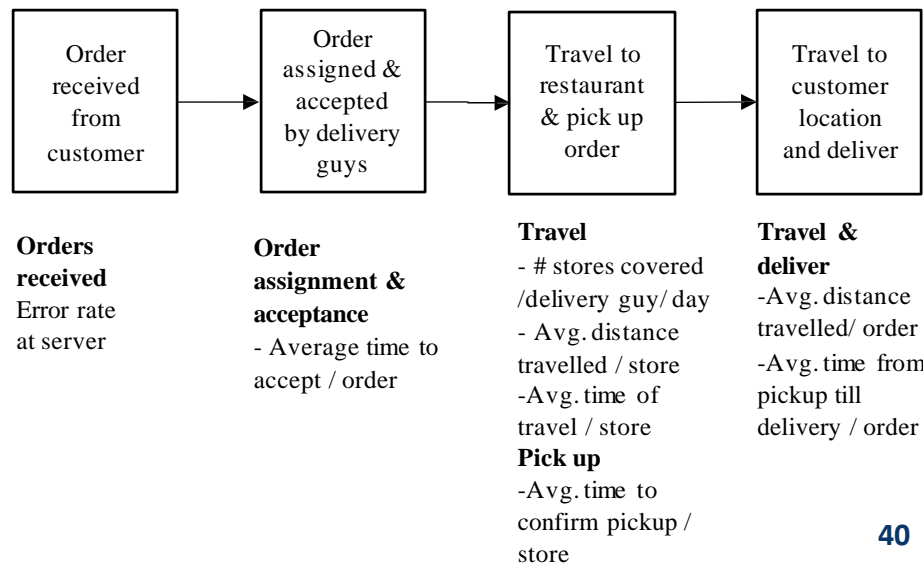 Order
received
from
customer
Order
assigned &
accepted
by delivery
guys
Travel to
restaurant
& pick up
order
Travel to
customer
location
and deliver
Orders
received
Error rate
at server
Order
assignment &
acceptance
- Average time to
accept / order
Travel
- # stores covered
/delivery guy/ day
- Avg. distance
travelled / store
-Avg. time of
travel / store
Pick up
-Avg. time to
confirm pickup /
store
Travel &
deliver
-Avg. distance
travelled/ order
-Avg. time from
pickup till
delivery / order
40